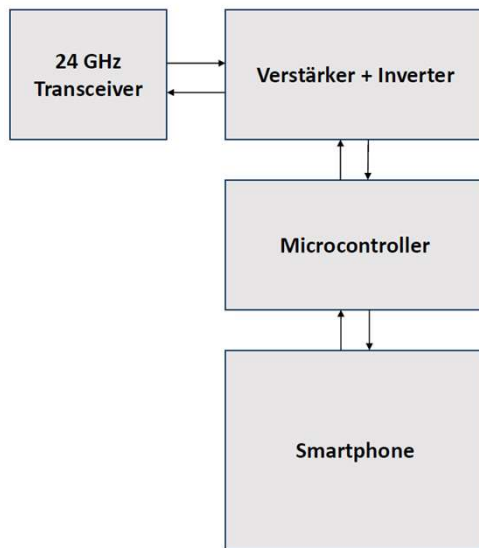 24 GHz
Transceiver
Verstärker + Inverter
Microcontroller
Smartphone